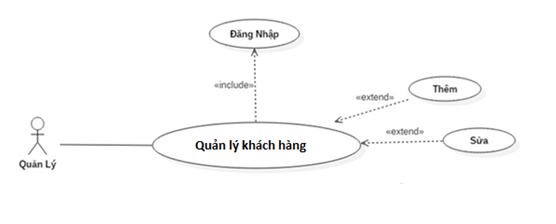 Đăng Nhập
«include»
Thêm
«extend»
«extend»
Quản lý khách hàng
Sửa
Quản Lý